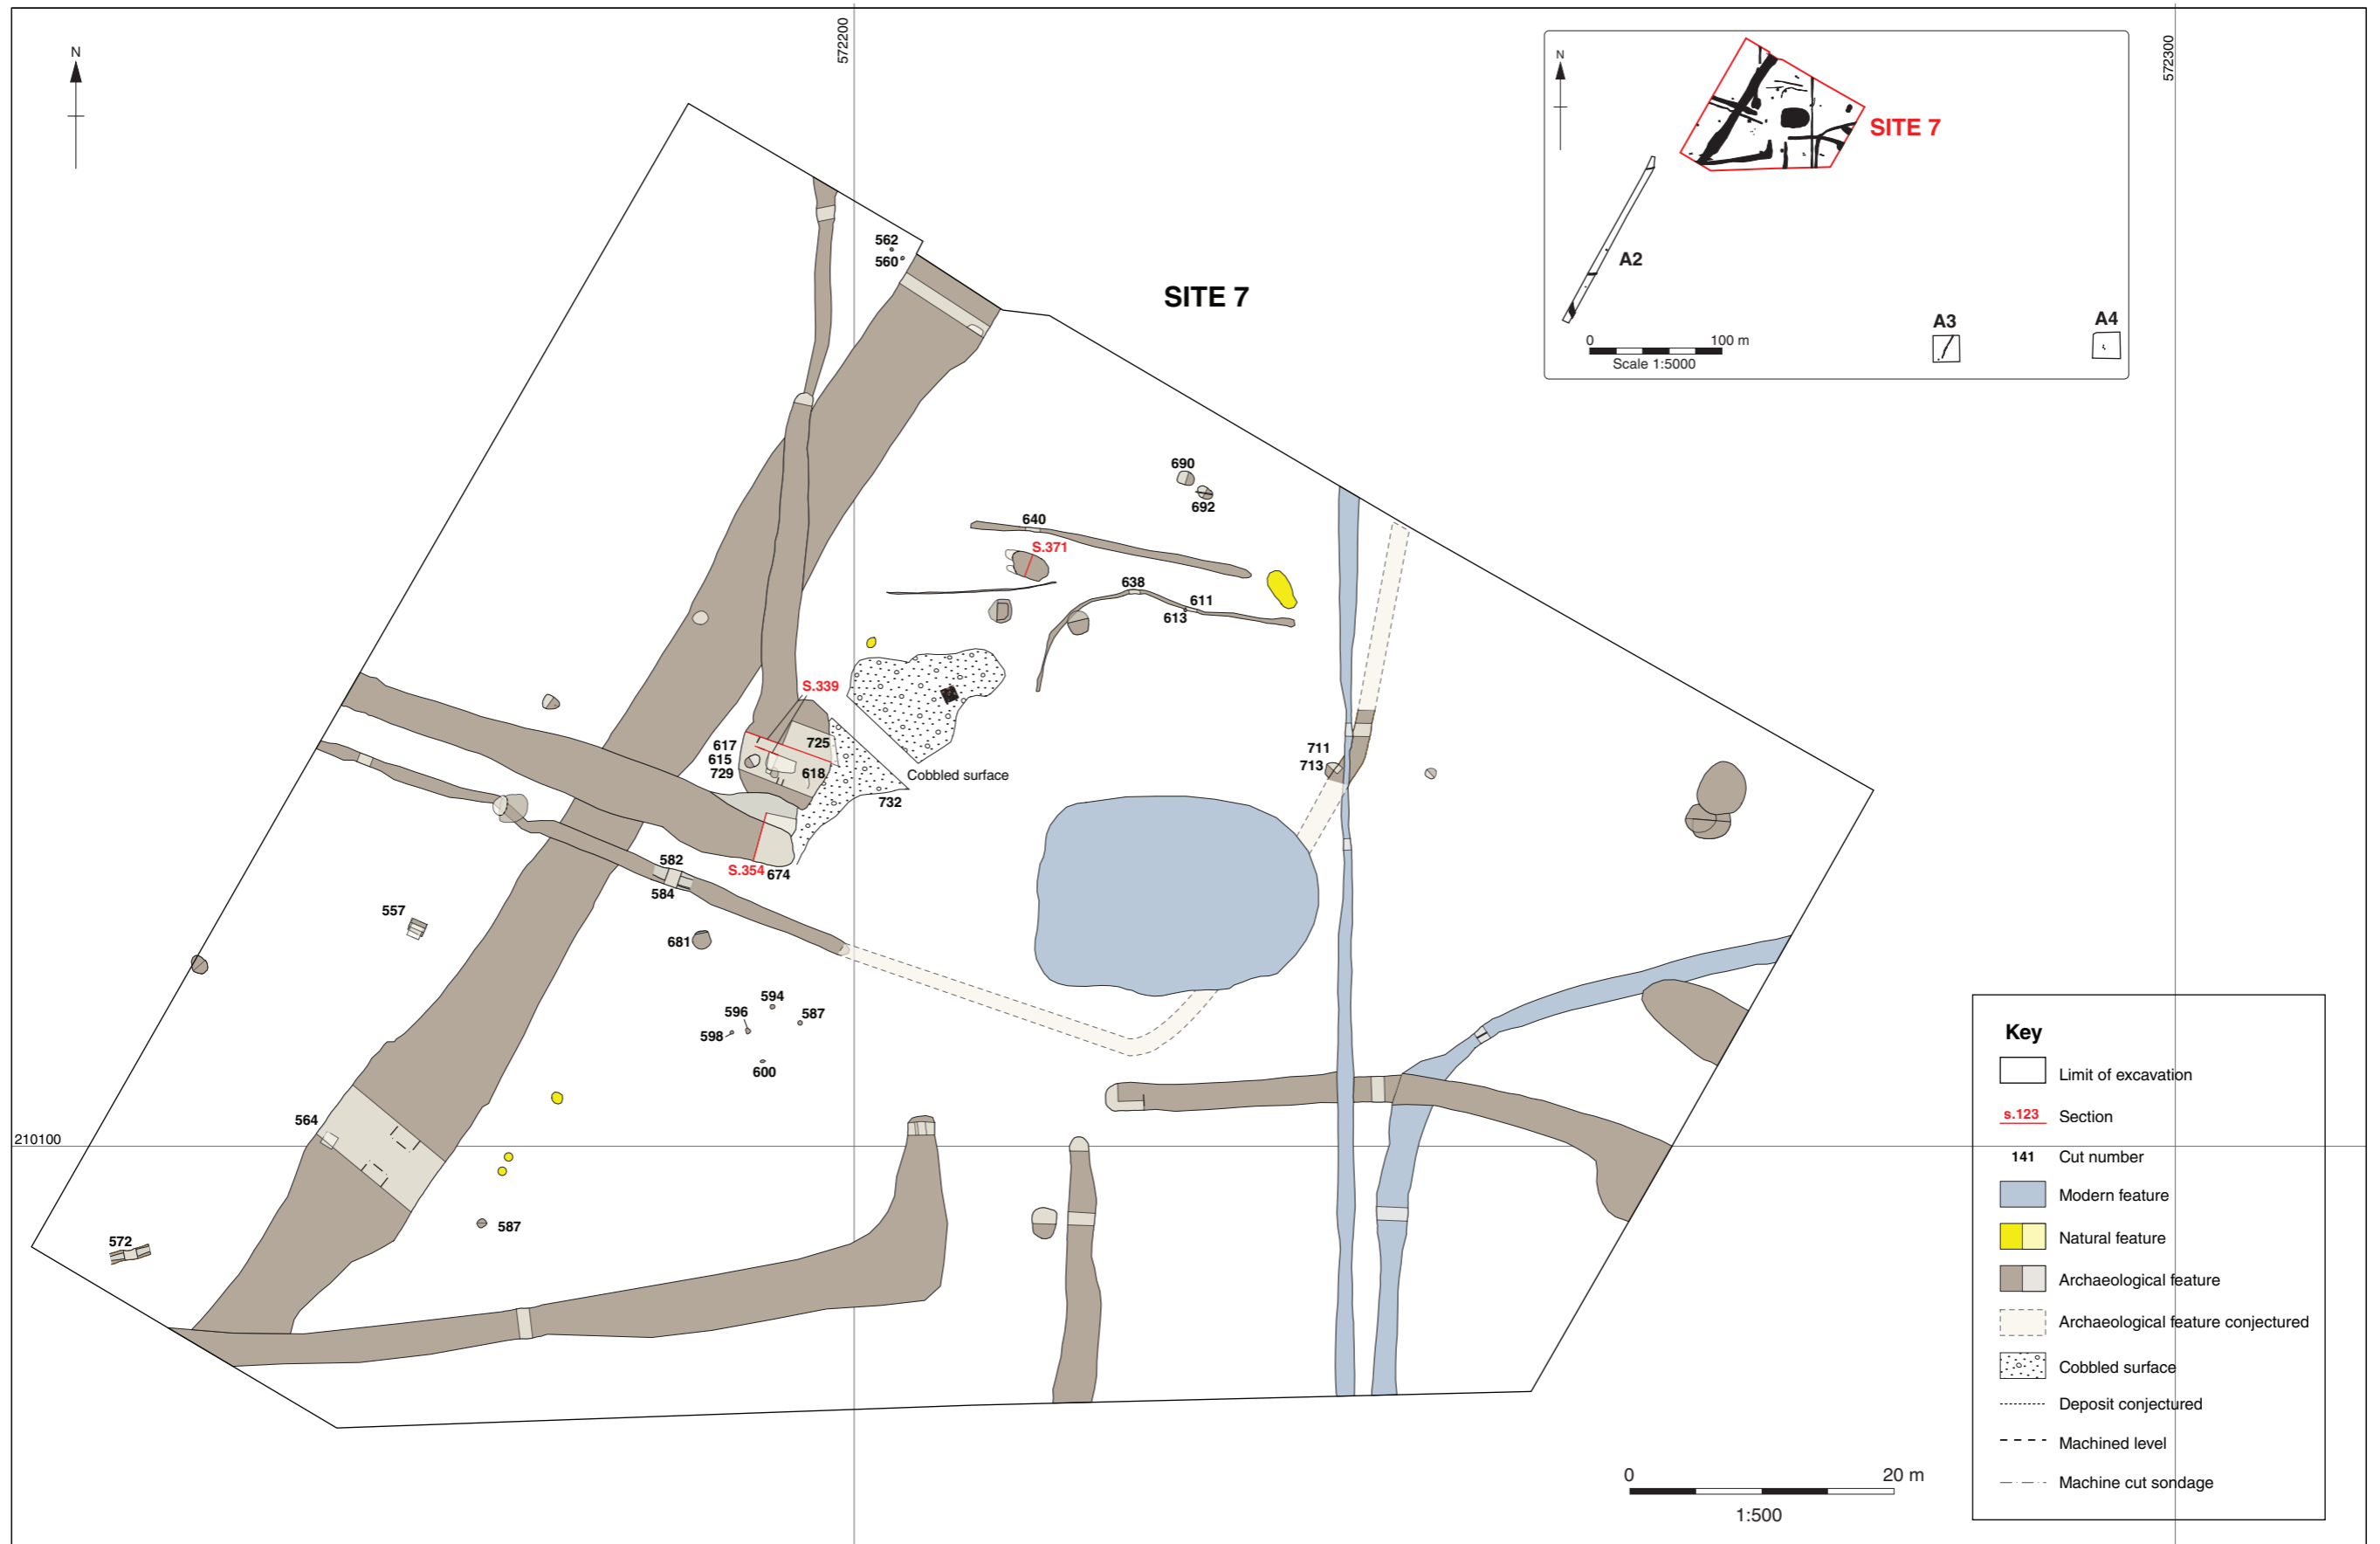 572200
572300
N
N
SITE 7
A2
A3
A4
0 100 m
Scale 1:5000
562
560
SITE 7
690
692
640
S.371
638
611
613
S.339
617
615
729
725
618
Cobbled surface
732
711
713
582
584
S.354
674
557
681
594
596
587
598
600
564
210100
587
572
Key
Limit of excavation
s.123 Section
141 Cut number
Modern feature
Natural feature
Archaeological feature
Archaeological feature conjectured
Cobbled surface
Deposit conjectured
Machined level
Machine cut sondage
0 20 m
1:500